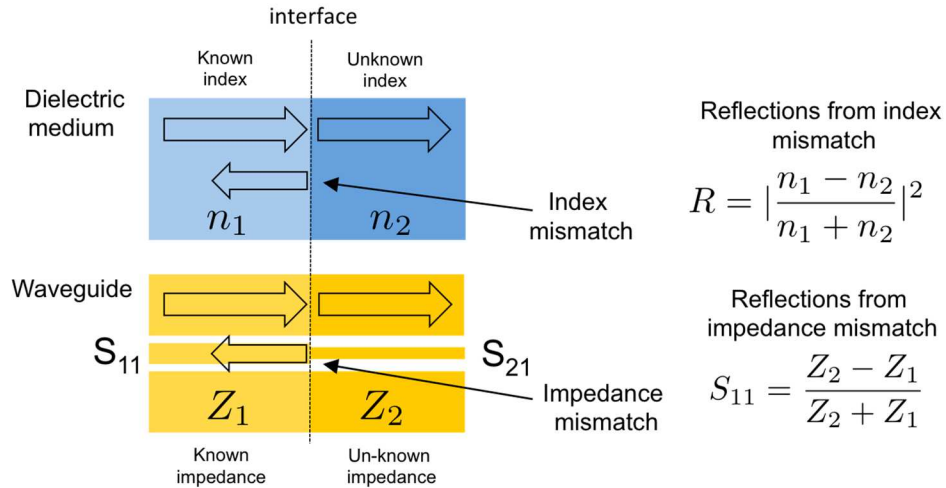 interface
Known
index
Unknown
index
Dielectric
medium
n₁
n₂
Index
mismatch
Reflections from index
mismatch
R = |(n₁ − n₂)/(n₁ + n₂)|²
Waveguide
S₁₁
S₂₁
Z₁
Z₂
Impedance
mismatch
Reflections from
impedance mismatch
S₁₁ = (Z₂ − Z₁)/(Z₂ + Z₁)
Known
impedance
Un-known
impedance